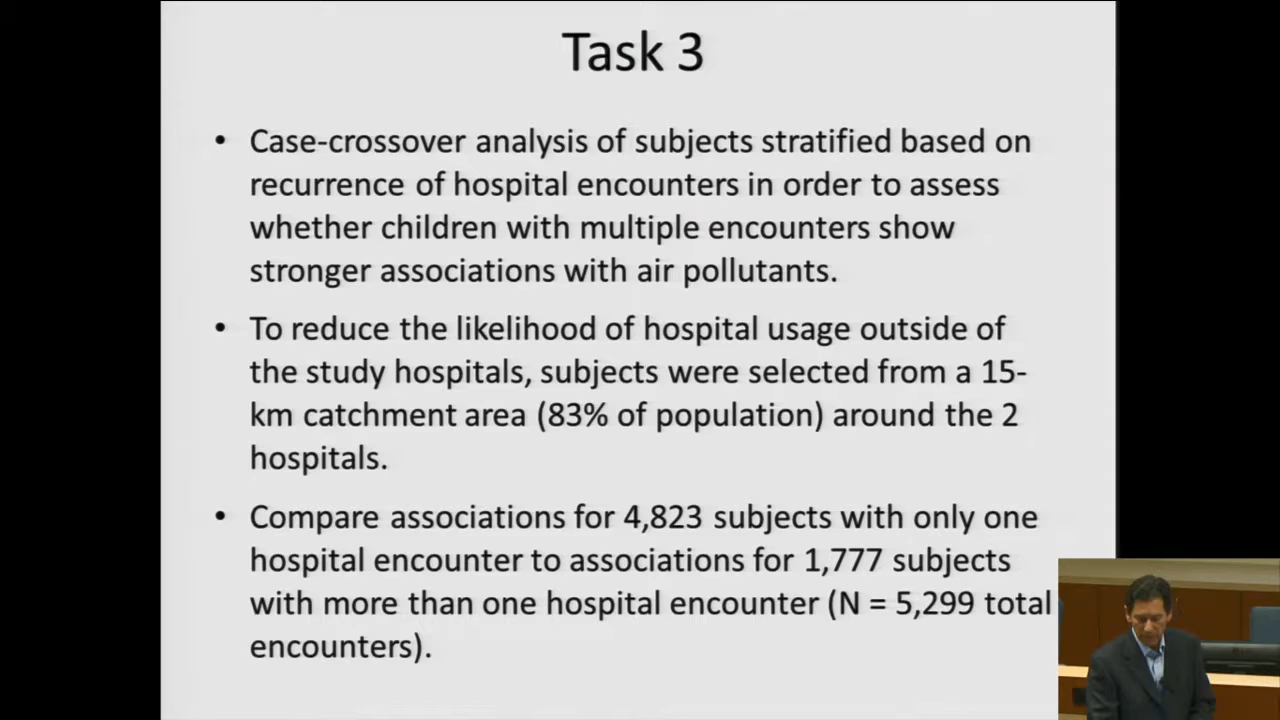 Task 3
• Case-crossover analysis of subjects stratified based on
recurrence of hospital encounters in order to assess
whether children with multiple encounters show
stronger associations with air pollutants.
• To reduce the likelihood of hospital usage outside of
the study hospitals, subjects were selected from a 15-
km catchment area (83% of population) around the 2
hospitals.
• Compare associations for 4,823 subjects with only one
hospital encounter to associations for 1,777 subjects
with more than one hospital encounter (N = 5,299 total
encounters).